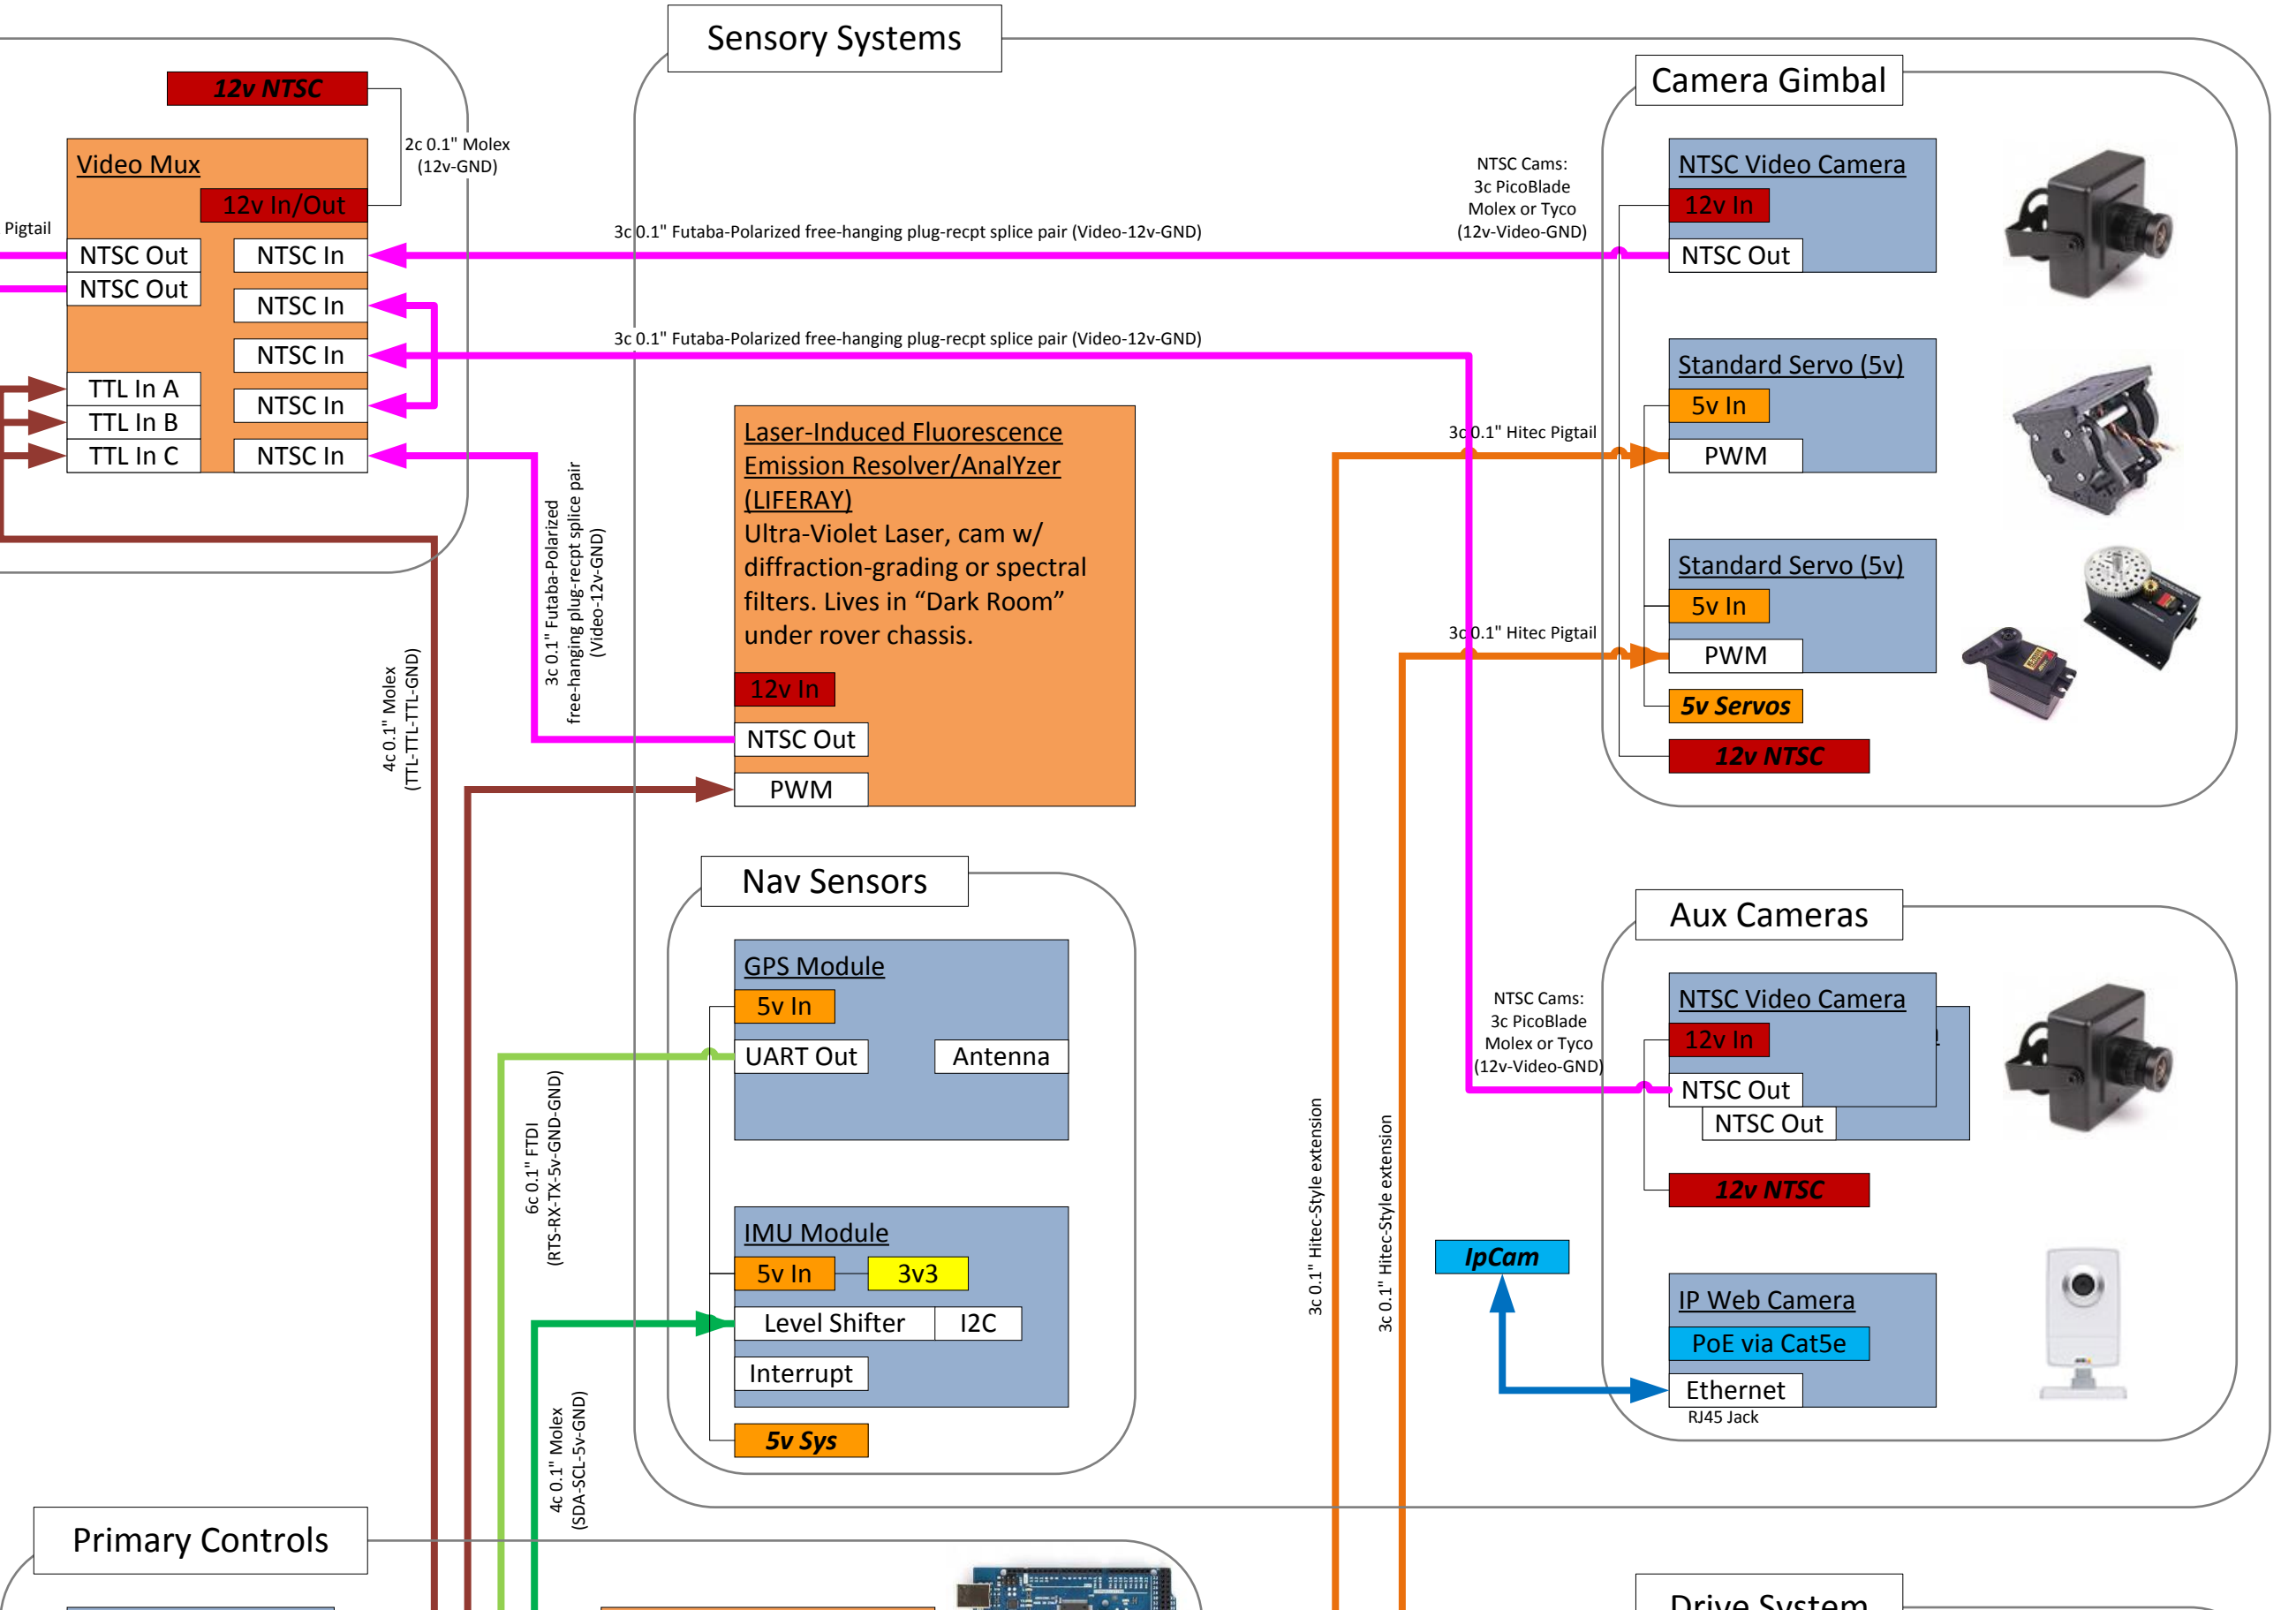 Sensory Systems
12v NTSC
2c 0.1" Molex
(12v-GND)
Video Mux
12v In/Out
Pigtail
NTSC Out
NTSC Out
NTSC In
NTSC In
NTSC In
NTSC In
NTSC In
TTL In A
TTL In B
TTL In C
3c 0.1" Futaba-Polarized free-hanging plug-recpt splice pair (Video-12v-GND)
3c 0.1" Futaba-Polarized free-hanging plug-recpt splice pair (Video-12v-GND)
3c 0.1" Futaba-Polarized
free-hanging plug-recpt splice pair
(Video-12v-GND)
4c 0.1" Molex
(TTL-TTL-TTL-GND)
Laser-Induced Fluorescence
Emission Resolver/AnalYzer
(LIFERAY)
Ultra-Violet Laser, cam w/
diffraction-grading or spectral
filters. Lives in “Dark Room”
under rover chassis.
12v In
NTSC Out
PWM
Camera Gimbal
NTSC Cams:
3c PicoBlade
Molex or Tyco
(12v-Video-GND)
NTSC Video Camera
12v In
NTSC Out
Standard Servo (5v)
5v In
3c 0.1" Hitec Pigtail
PWM
Standard Servo (5v)
5v In
3c 0.1" Hitec Pigtail
PWM
5v Servos
12v NTSC
Nav Sensors
GPS Module
5v In
UART Out
Antenna
6c 0.1" FTDI
(RTS-RX-TX-5v-GND-GND)
IMU Module
5v In
3v3
Level Shifter
I2C
Interrupt
5v Sys
4c 0.1" Molex
(SDA-SCL-5v-GND)
3c 0.1" Hitec-Style extension
3c 0.1" Hitec-Style extension
Aux Cameras
NTSC Cams:
3c PicoBlade
Molex or Tyco
(12v-Video-GND)
NTSC Video Camera
12v In
NTSC Out
NTSC Out
12v NTSC
IpCam
IP Web Camera
PoE via Cat5e
Ethernet
RJ45 Jack
Primary Controls
Drive System